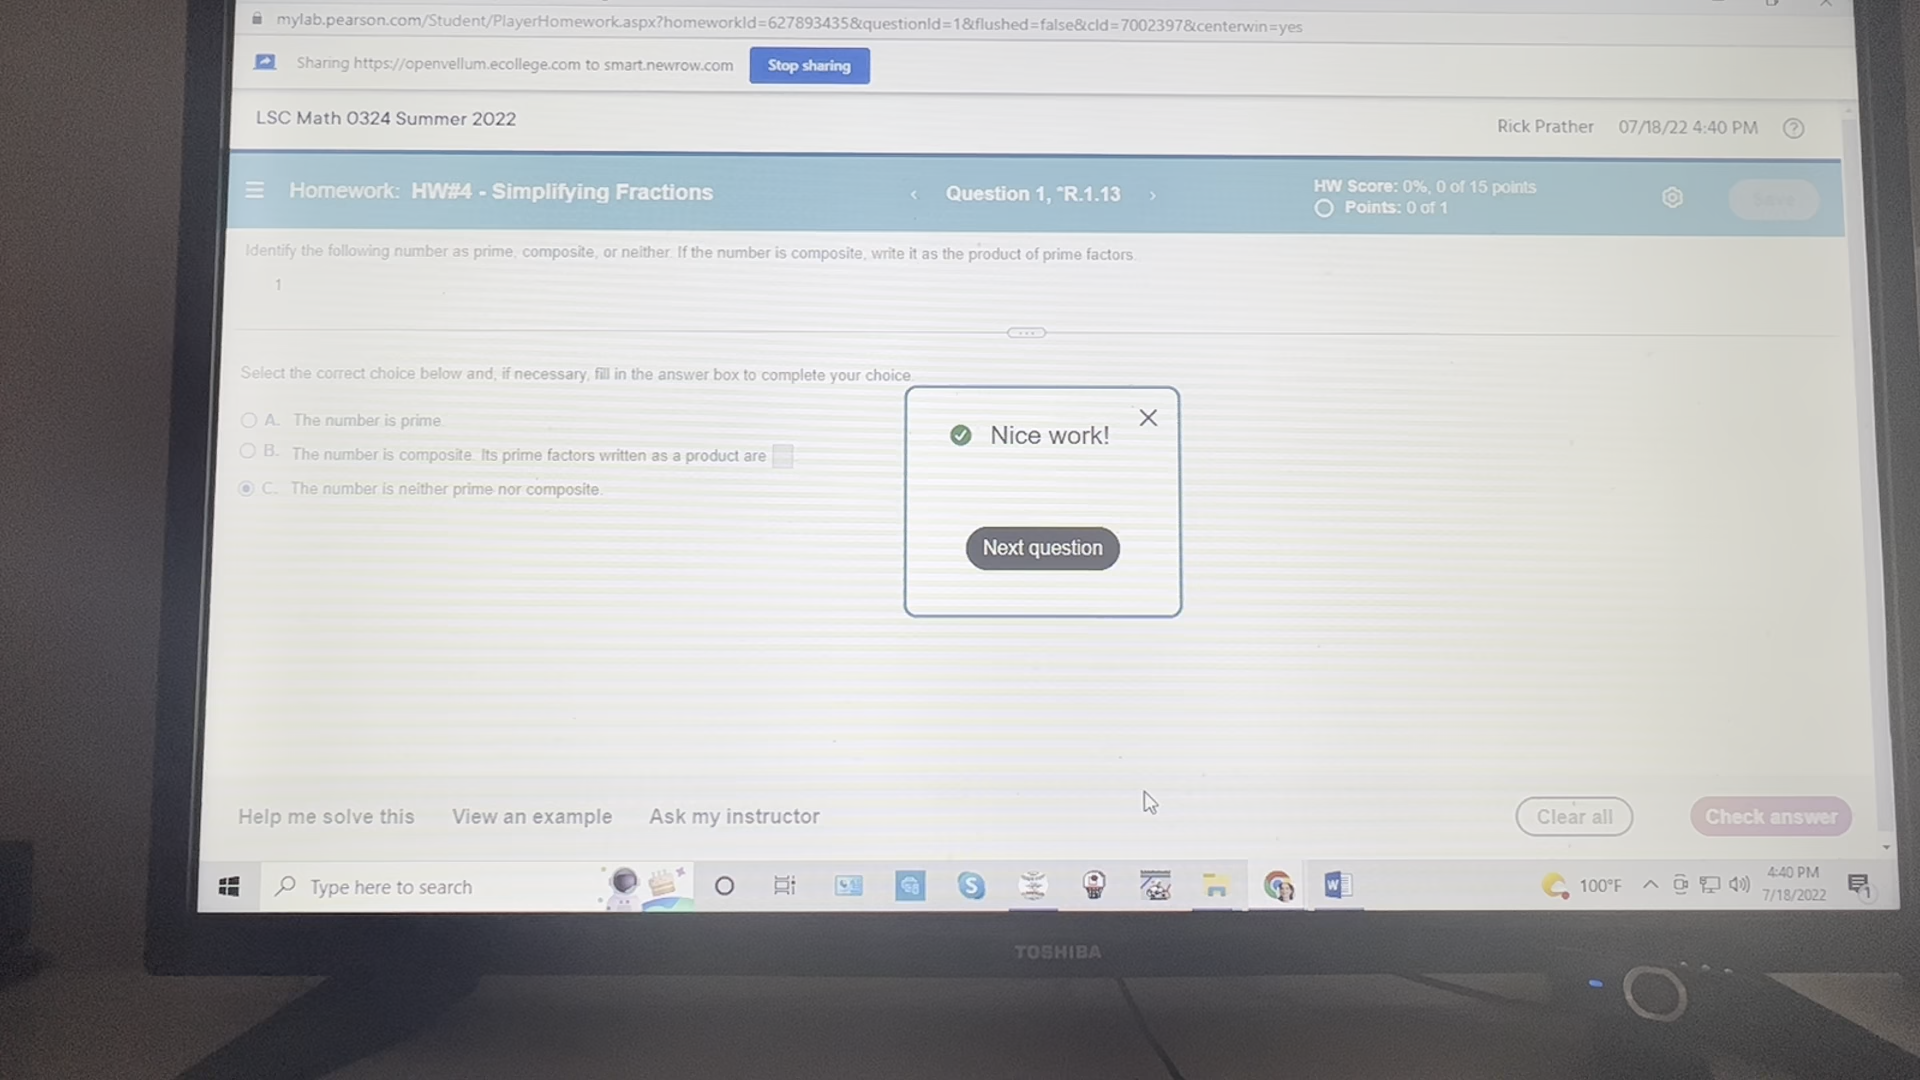 mylab.pearson.com/Student/PlayerHomework.aspx?homeworkId=627893435&questionId=1&flushed=false&cId=7002397&centerwin=yes
Sharing https://openvellum.ecollege.com to smart.newrow.com Stop sharing
LSC Math 0324 Summer 2022
Rick Prather 07/18/22 4:40 PM ?
Homework: HW#4 - Simplifying Fractions
Question 1, *R.1.13
HW Score: 0%, 0 of 15 points
Points: 0 of 1
Save
Identify the following number as prime, composite, or neither. If the number is composite, write it as the product of prime factors.
1
Select the correct choice below and, if necessary, fill in the answer box to complete your choice.
A. The number is prime.
B. The number is composite. Its prime factors written as a product are
C. The number is neither prime nor composite.
Nice work!
Next question
Help me solve this View an example Ask my instructor Clear all Check answer
Type here to search
100°F
4:40 PM
7/18/2022
1
TOSHIBA